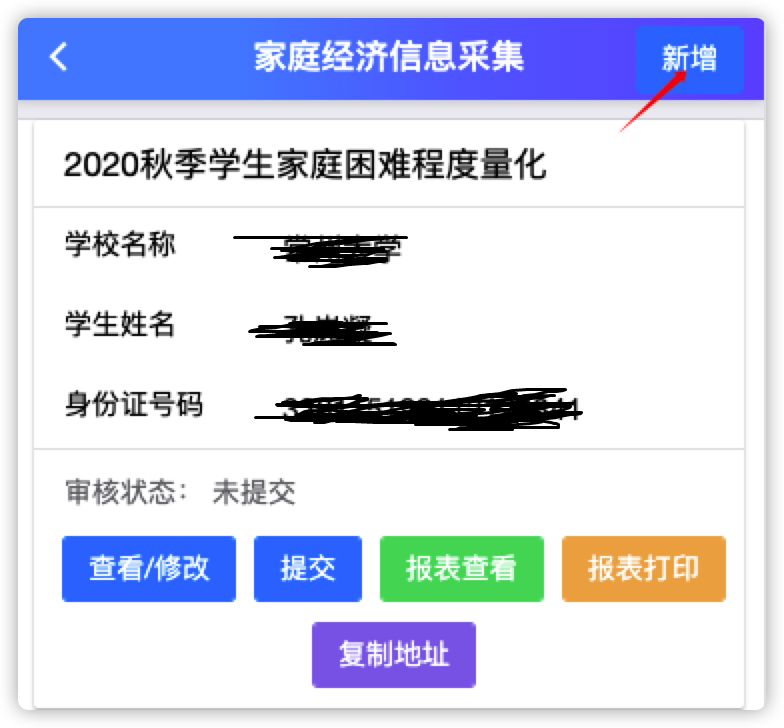 家庭经济信息采集 新增
2020秋季学生家庭困难程度量化
学校名称
学生姓名
身份证号码
审核状态： 未提交
查看/修改 提交 报表查看 报表打印
复制地址